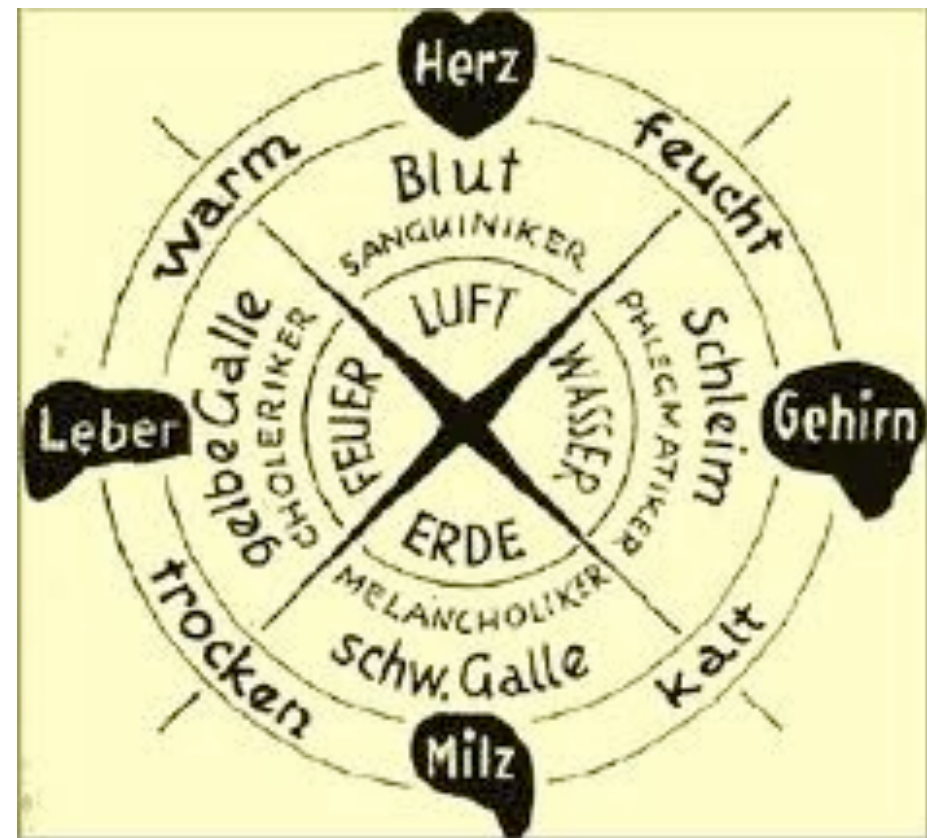 Herz
warm
feucht
Blut
SANGUINIKER
LUFT
Leber
gelbe Galle
CHOLERIKER
FEUER
WASSER
PHLEGMATIKER
Schleim
Gehirn
ERDE
MELANCHOLIKER
schw. Galle
trocken
kalt
Milz